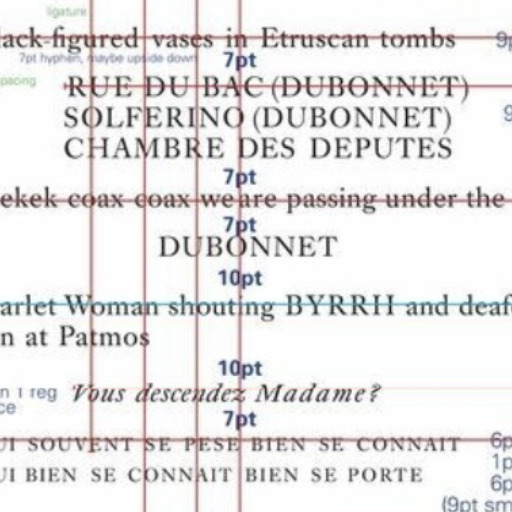 ligature
lack-figured vases in Etruscan tombs 9p
7pt hyphen, maybe upside down 7pt
pacing RUE DU BAC (DUBONNET)
SOLFERINO (DUBONNET) 9
CHAMBRE DES DEPUTES
7pt
ekek coax coax we are passing under the
7pt
DUBONNET
10pt
arlet Woman shouting BYRRH and deaf
n at Patmos
10pt
n 1 reg Vous descendez Madame?
ce
7pt
UI SOUVENT SE PESE BIEN SE CONNAIT 6p
1p
UI BIEN SE CONNAIT BIEN SE PORTE 6p
(9pt sm